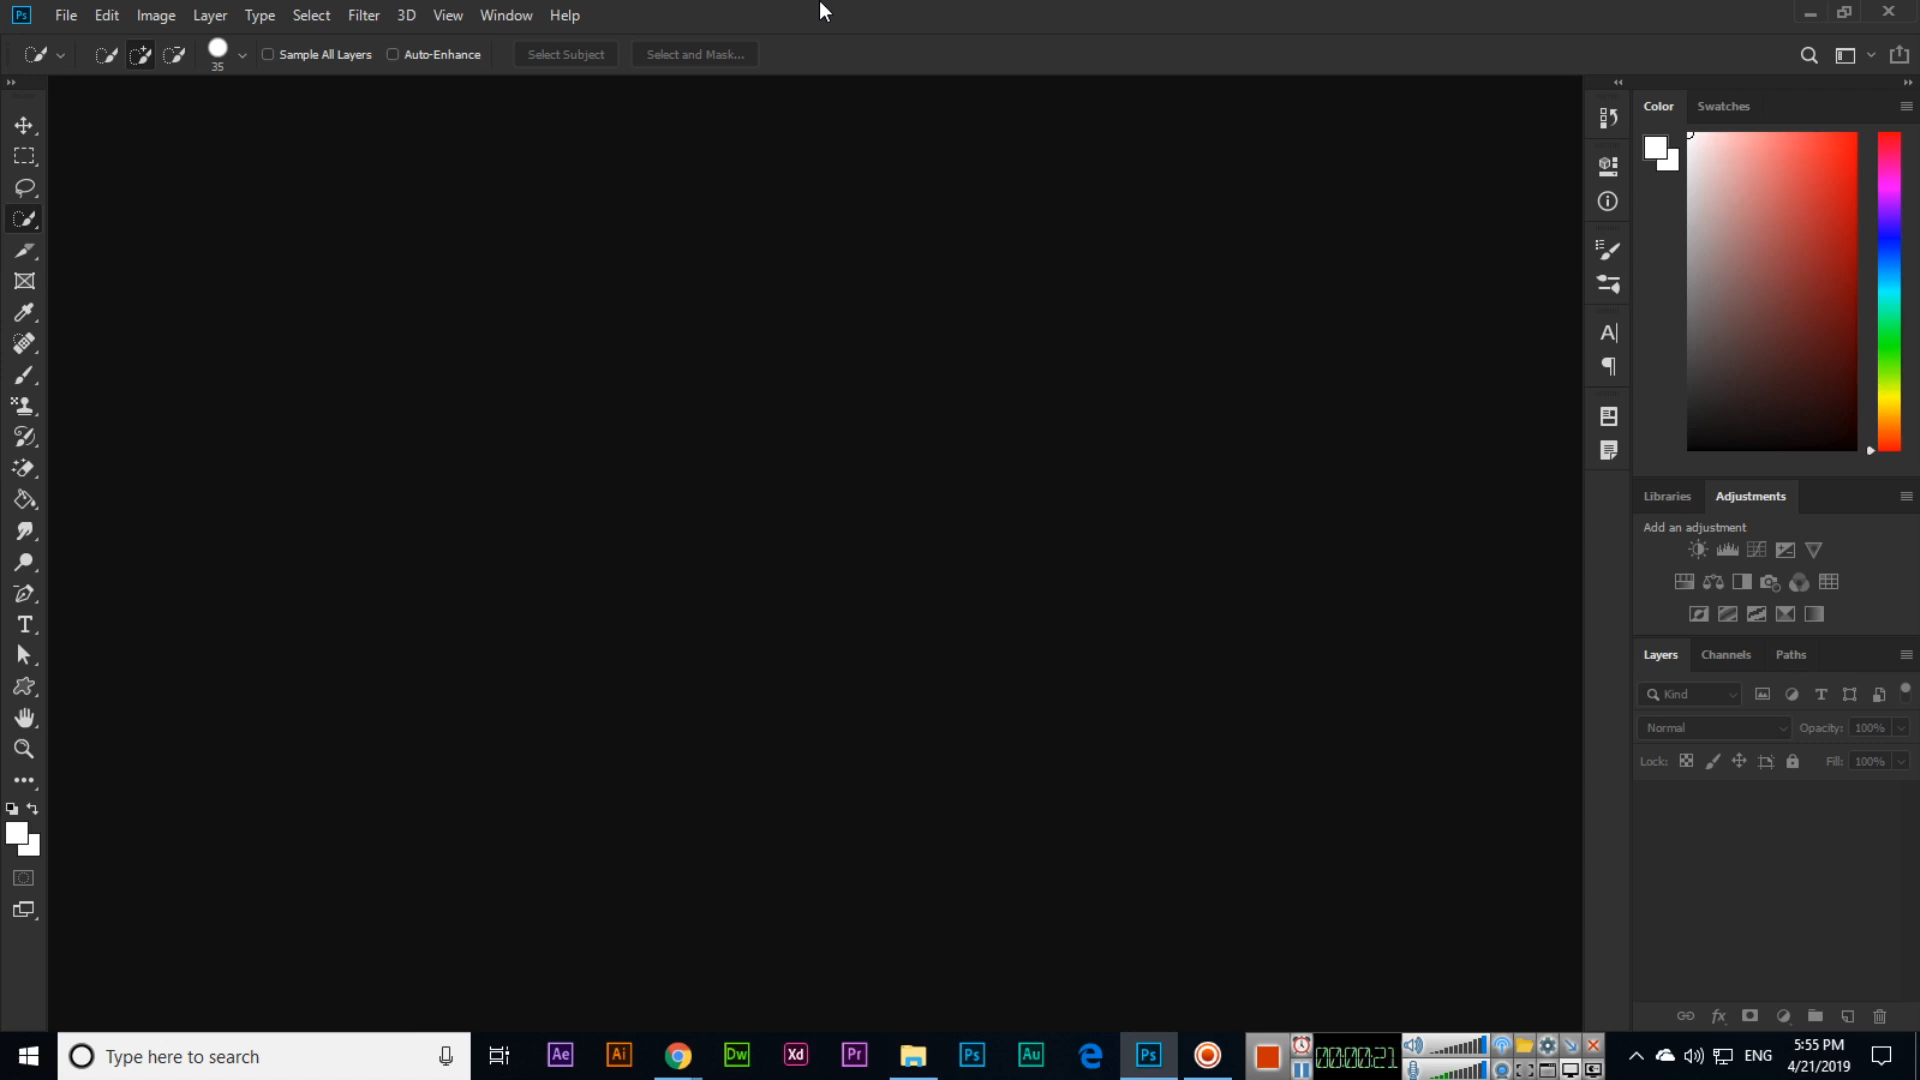 Ps File Edit Image Layer Type Select Filter 3D View Window Help
35 Sample All Layers Auto-Enhance Select Subject Select and Mask...
Color Swatches
Libraries Adjustments
Add an adjustment
Layers Channels Paths
Kind
Normal Opacity: 100%
Lock: Fill: 100%
Type here to search Ae Ai Dw Xd Pr Ps Au Ps 00:00:21 ENG 5:55 PM
4/21/2019